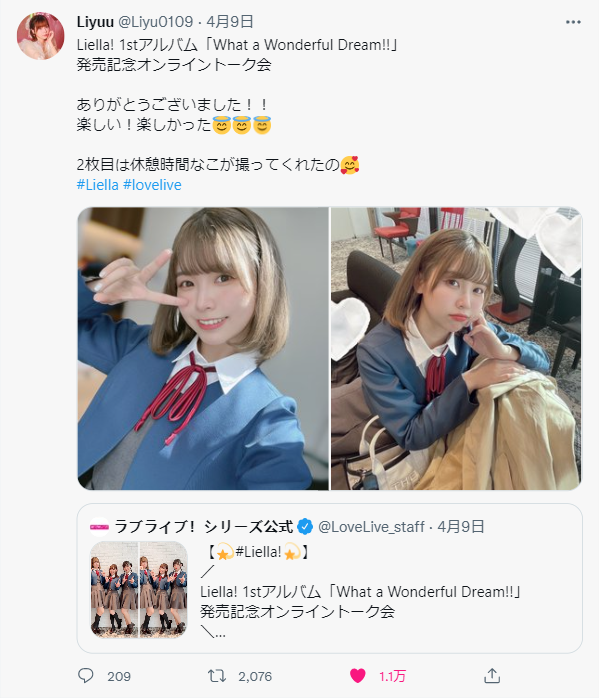 Liyuu @Liyu0109 · 4月9日
Liella! 1stアルバム「What a Wonderful Dream!!」
発売記念オンライントーク会
ありがとうございました！！
楽しい！楽しかった😇😇😇
2枚目は休憩時間なこが撮ってくれたの🥰
#Liella #lovelive
ラブライブ！シリーズ公式 @LoveLive_staff · 4月9日
【💫#Liella!💫】
／
Liella! 1stアルバム「What a Wonderful Dream!!」
発売記念オンライントーク会
＼...
209 2,076 1.1万